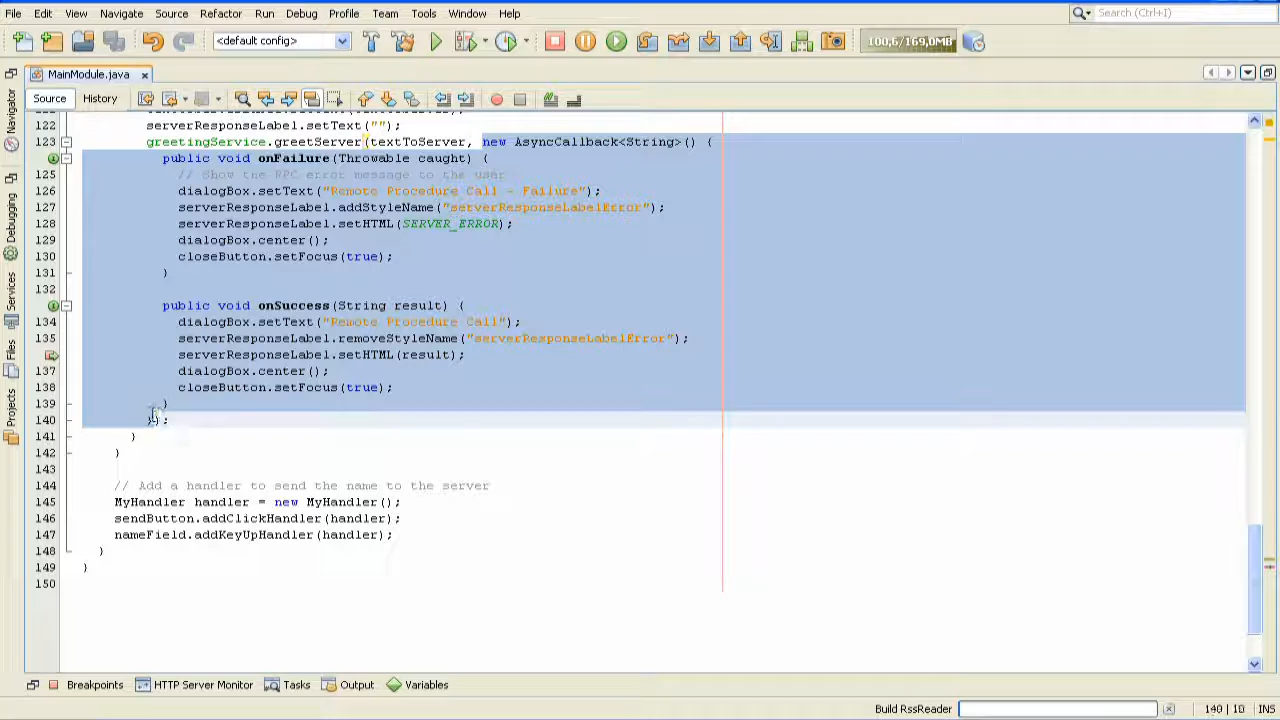 File Edit View Navigate Source Refactor Run Debug Profile Team Tools Window Help
Search (Ctrl+I)
<default config>
100,6/169,0MB
MainModule.java
Source History
Navigator
Debugging
Services
Files
Projects
122 serverResponseLabel.setText("");
123 greetingService.greetServer(textToServer, new AsyncCallback<String>() {
public void onFailure(Throwable caught) {
125 // Show the RPC error message to the user
126 dialogBox.setText("Remote Procedure Call - Failure");
127 serverResponseLabel.addStyleName("serverResponseLabelError");
128 serverResponseLabel.setHTML(SERVER_ERROR);
129 dialogBox.center();
130 closeButton.setFocus(true);
131 }
132
public void onSuccess(String result) {
134 dialogBox.setText("Remote Procedure Call");
135 serverResponseLabel.removeStyleName("serverResponseLabelError");
serverResponseLabel.setHTML(result);
137 dialogBox.center();
138 closeButton.setFocus(true);
139 }
140 });
141 }
142 }
143
144 // Add a handler to send the name to the server
145 MyHandler handler = new MyHandler();
146 sendButton.addClickHandler(handler);
147 nameField.addKeyUpHandler(handler);
148 }
149 }
150
Breakpoints HTTP Server Monitor Tasks Output Variables
Build RssReader 140 | 10 INS